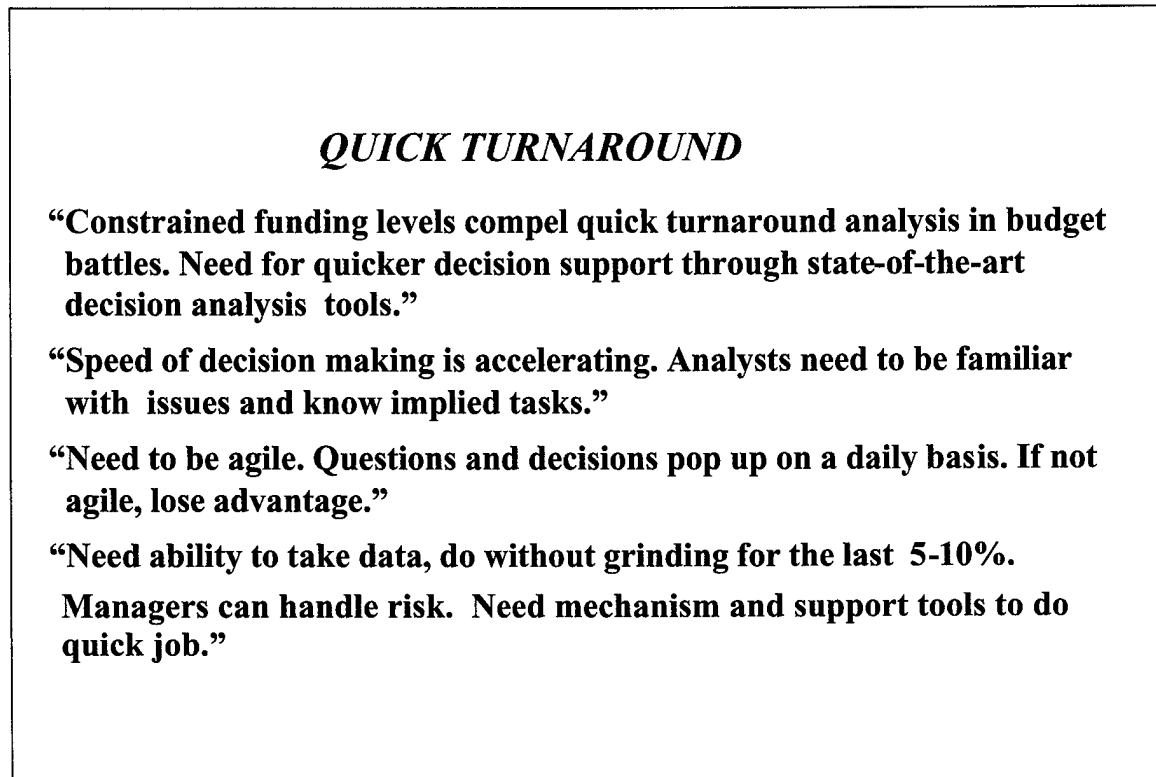 QUICK TURNAROUND
“Constrained funding levels compel quick turnaround analysis in budget
battles. Need for quicker decision support through state-of-the-art
decision analysis  tools.”
“Speed of decision making is accelerating. Analysts need to be familiar
with  issues and know implied tasks.”
“Need to be agile. Questions and decisions pop up on a daily basis. If not
agile, lose advantage.”
“Need ability to take data, do without grinding for the last  5-10%.
Managers can handle risk.  Need mechanism and support tools to do
quick job.”